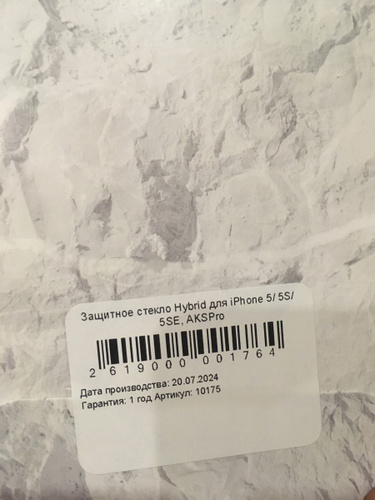 Защитное стекло Hybrid для iPhone 5/ 5S/
5SE, AKSPro
2 619000 001764
Дата производства: 20.07.2024
Гарантия: 1 год Артикул: 10175